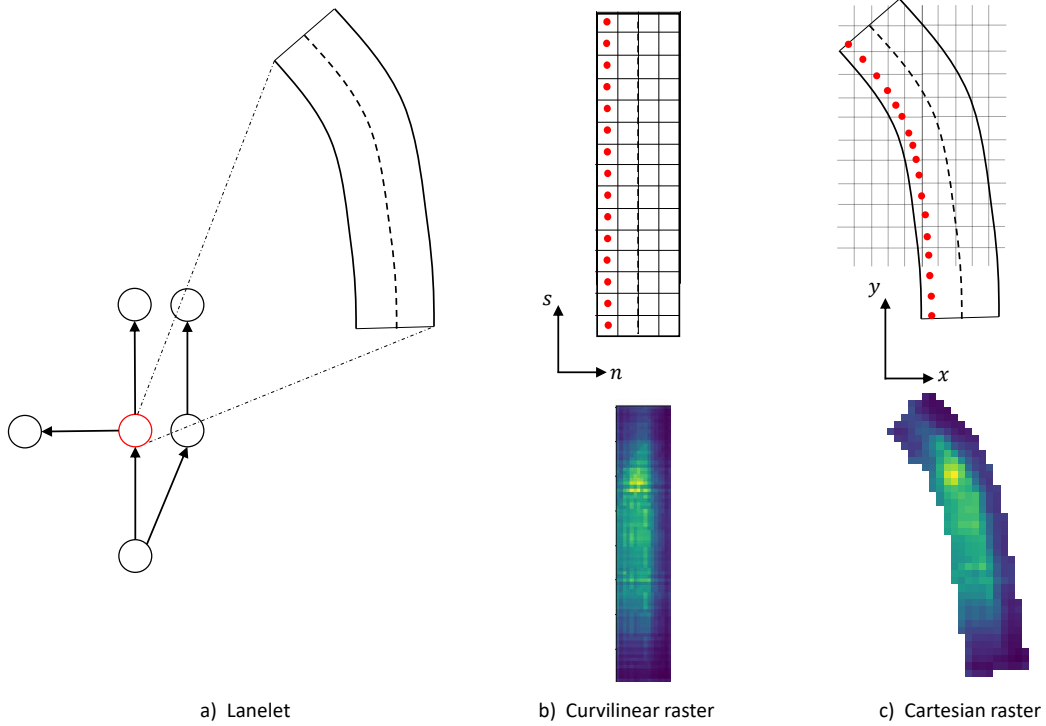 s
n
y
x
a) Lanelet
b) Curvilinear raster
c) Cartesian raster